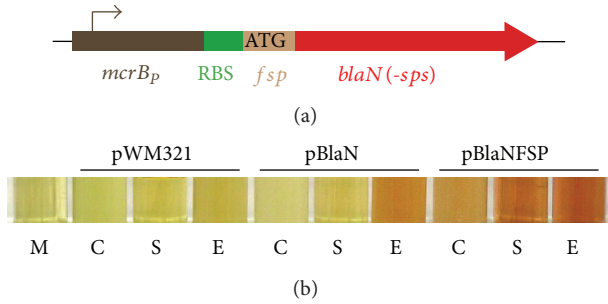 ATG
mcrBP RBS fsp blaN(-sps)
(a)
pWM321 pBlaN pBlaNFSP
M C S E C S E C S E
(b)